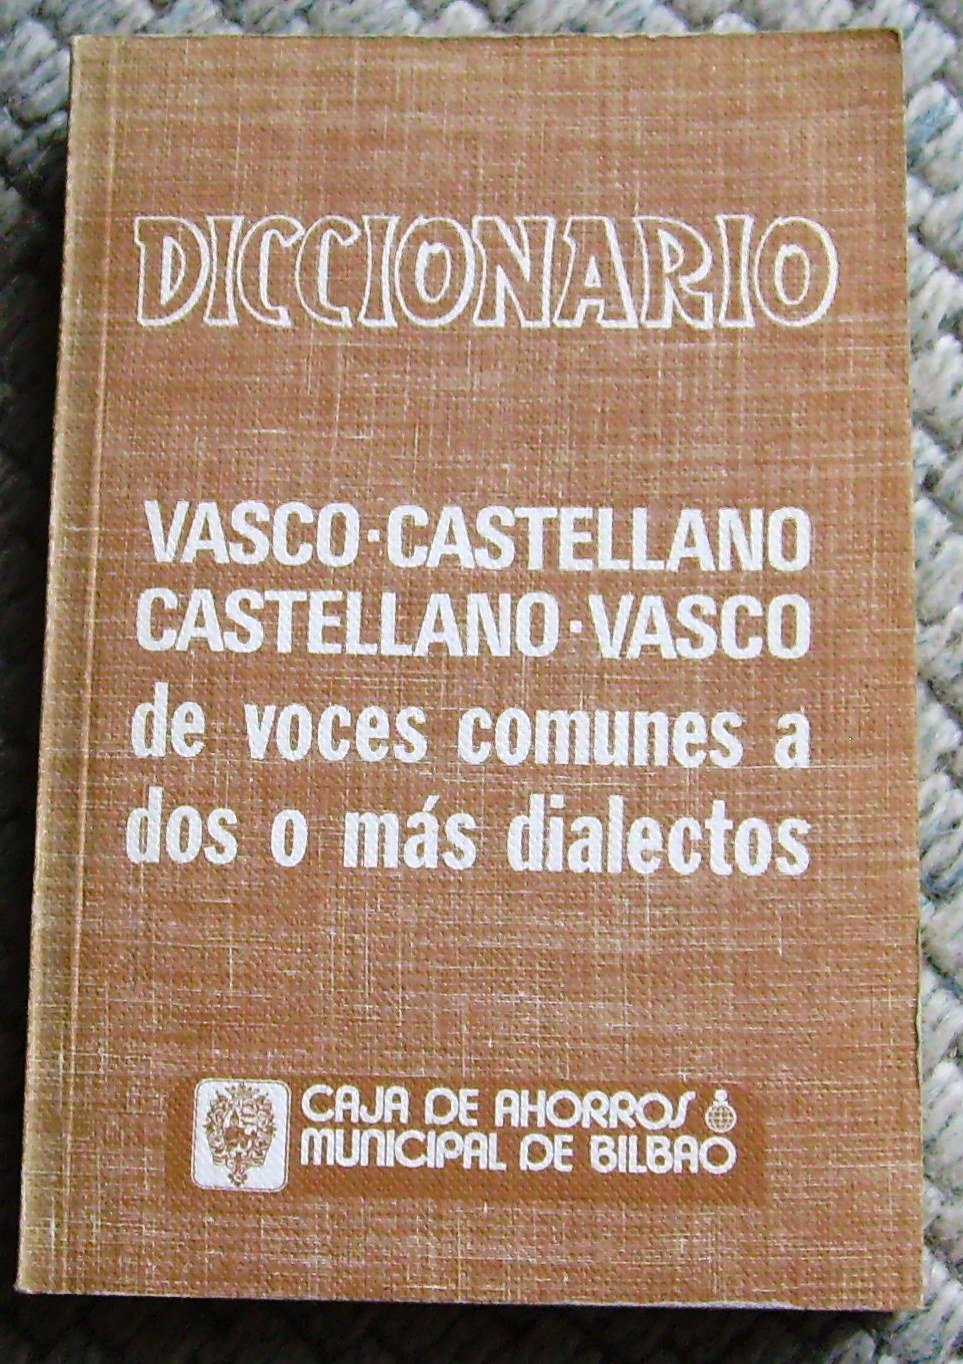 DICCIONARIO
VASCO·CASTELLANO
CASTELLANO·VASCO
de voces comunes a
dos o más dialectos
CAJA DE AHORROS
MUNICIPAL DE BILBAO